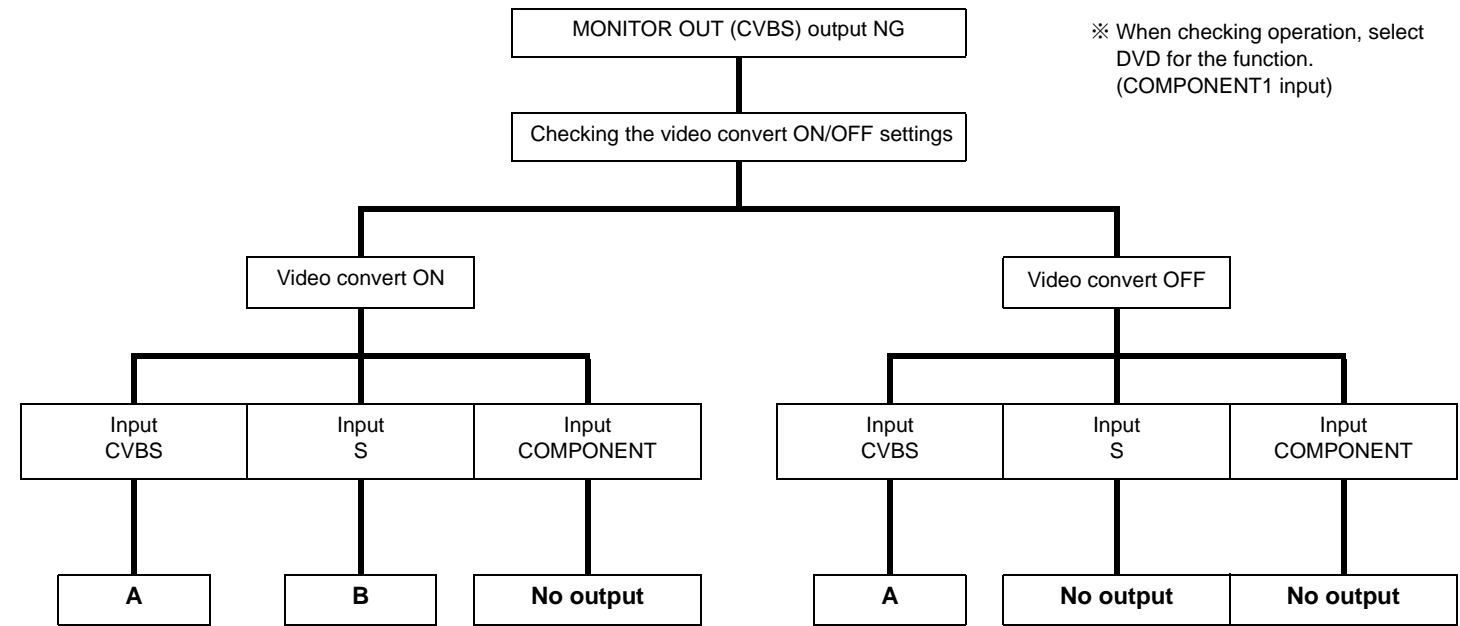 MONITOR OUT (CVBS) output NG
※ When checking operation, select
DVD for the function.
(COMPONENT1 input)
Checking the video convert ON/OFF settings
Video convert ON
Video convert OFF
Input
CVBS
Input
S
Input
COMPONENT
Input
CVBS
Input
S
Input
COMPONENT
A
B
No output
A
No output
No output